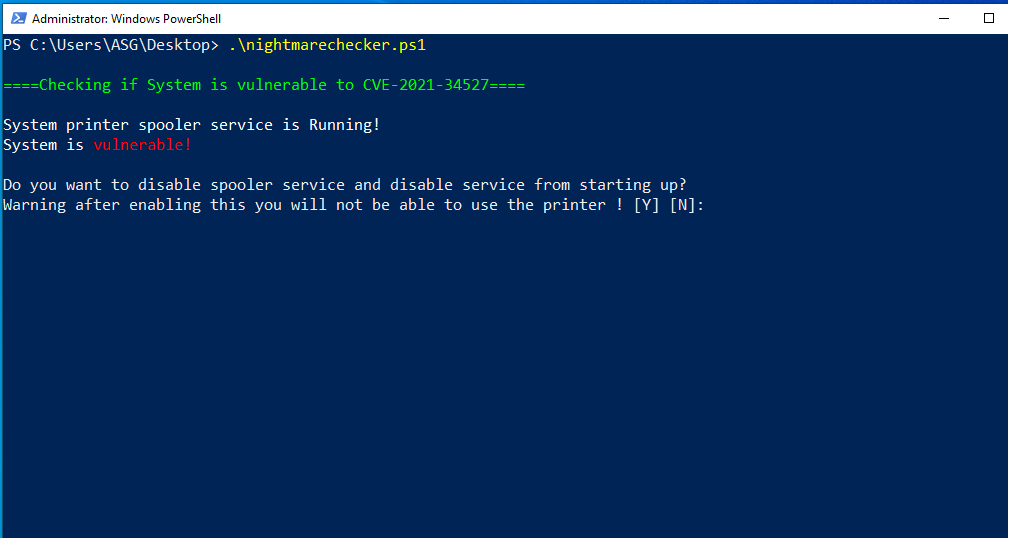 Administrator: Windows PowerShell
PS C:\Users\ASG\Desktop> .\nightmarechecker.ps1
====Checking if System is vulnerable to CVE-2021-34527====
System printer spooler service is Running!
System is vulnerable!
Do you want to disable spooler service and disable service from starting up?
Warning after enabling this you will not be able to use the printer ! [Y] [N]: